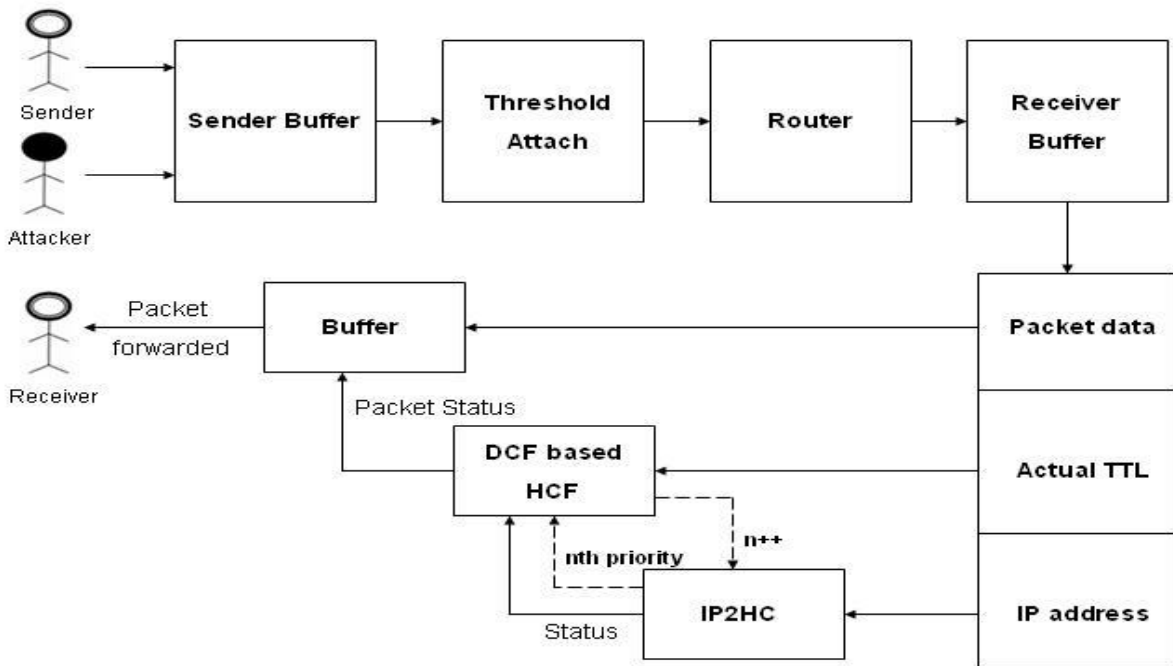 Sender
Attacker
Sender Buffer
Threshold
Attach
Router
Receiver
Buffer
Receiver
Packet
forwarded
Buffer
Packet data
Packet Status
DCF based
HCF
Actual TTL
nth priority
n++
Status
IP2HC
IP address